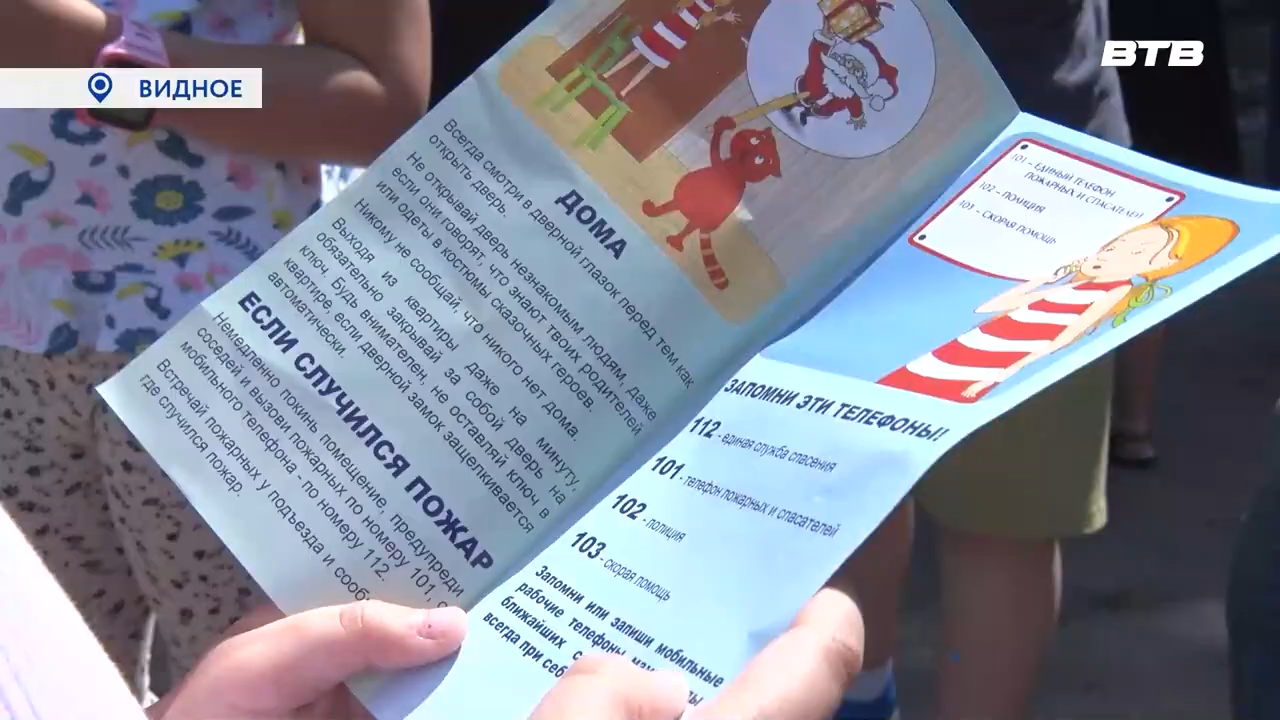 ВИДНОЕ
ВТВ
ДОМА
Всегда смотри в дверной глазок перед тем как
открыть дверь.
Не открывай дверь незнакомым людям, даже
если они говорят, что знают твоих родителей
или одеты в костюмы сказочных героев.
Никому не сообщай, что никого нет дома.
Выходя из квартиры даже на минуту,
обязательно закрывай за собой дверь на
ключ. Будь внимателен, не оставляй ключ в
квартире, если дверной замок защелкивается
автоматически.
ЕСЛИ СЛУЧИЛСЯ ПОЖАР
Немедленно покинь помещение, предупреди
соседей и вызови пожарных по номеру 101, с
мобильного телефона - по номеру 112.
Встречай пожарных у подъезда и
где случился пожар.
101 – ЕДИНЫЙ ТЕЛЕФОН
ПОЖАРНЫХ И СПАСАТЕЛЕЙ
102 – ПОЛИЦИЯ
103 – СКОРАЯ ПОМОЩЬ
ЗАПОМНИ ЭТИ ТЕЛЕФОНЫ!
112 - единая служба спасения
101 - телефон пожарных и спасателей
102 - полиция
103 - скорая помощь
Запомни или запиши мобильные
рабочие телефоны
ближайших
всегда при